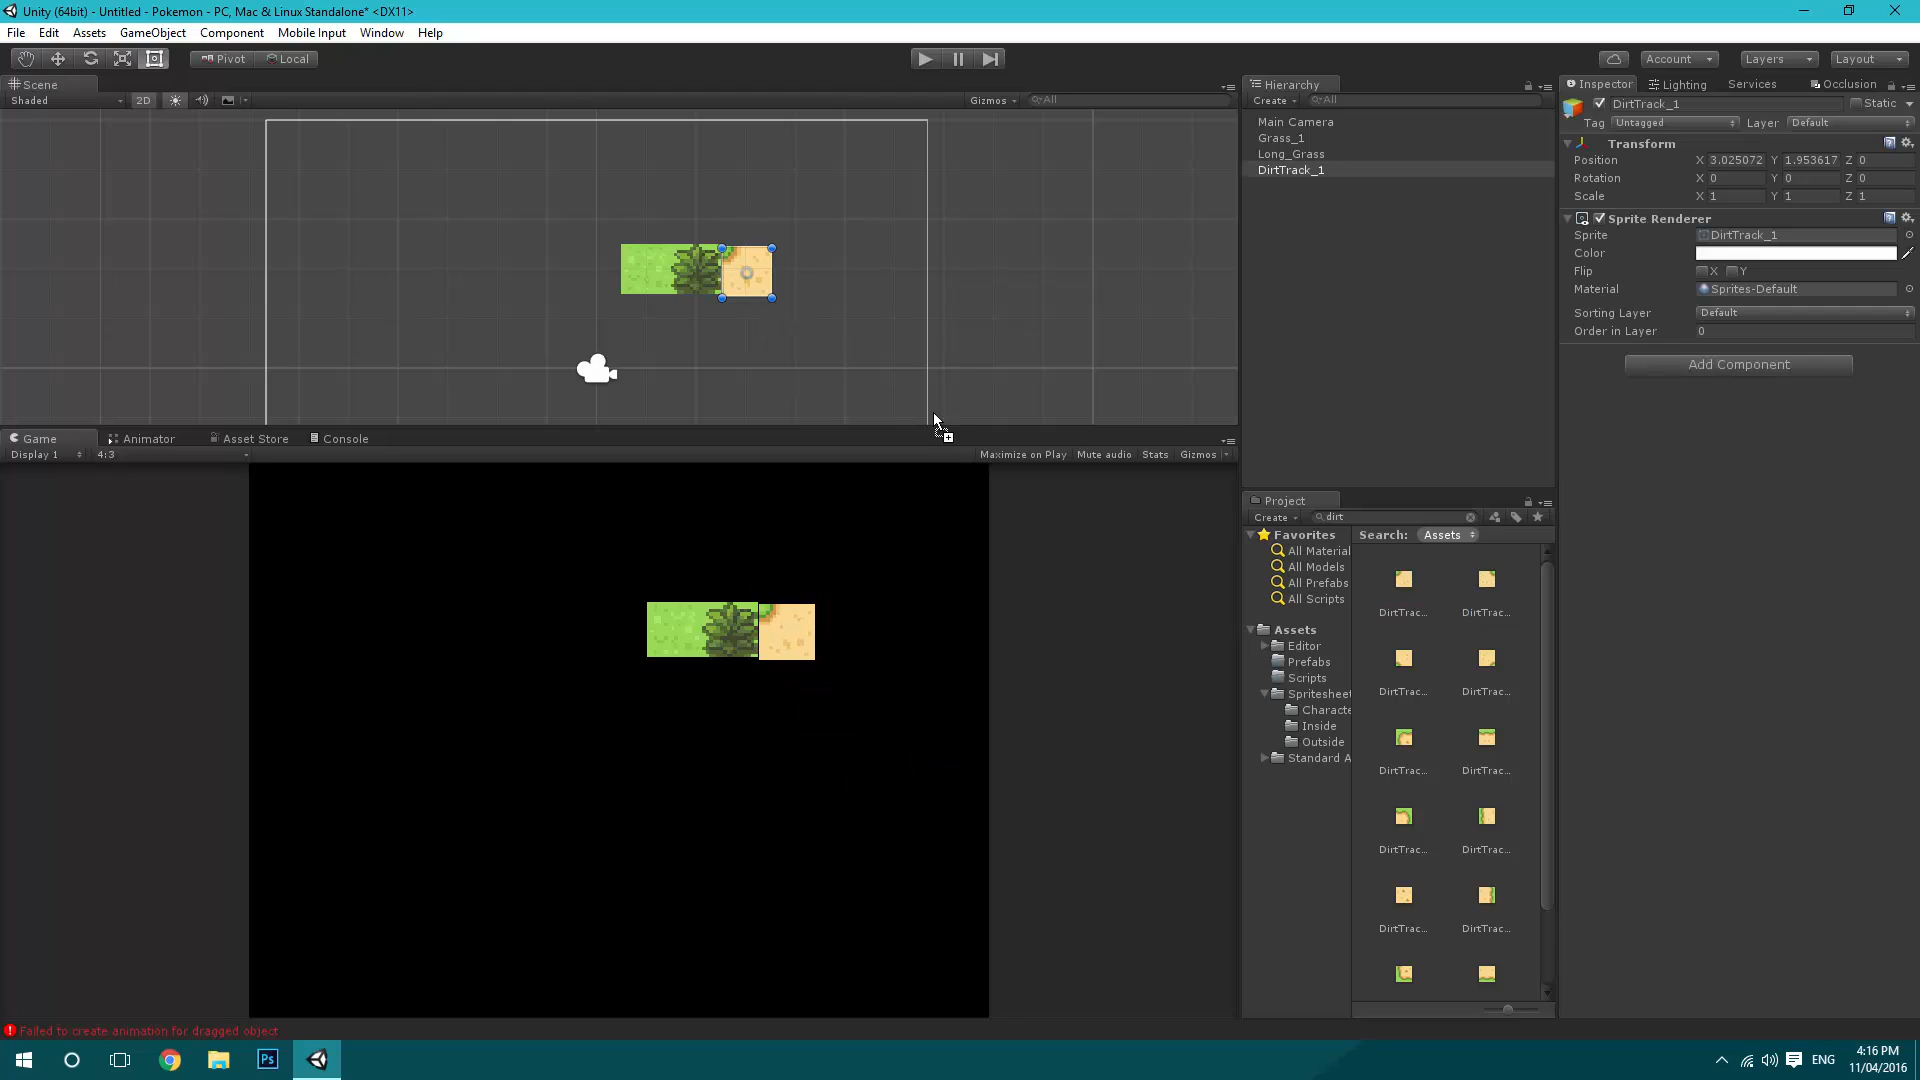 Unity (64bit) - Untitled - Pokemon - PC, Mac & Linux Standalone* <DX11>
File Edit Assets GameObject Component Mobile Input Window Help
Pivot Local Account Layers Layout
Scene
Shaded 2D Gizmos All
Hierarchy
Create All
Main Camera
Grass_1
Long_Grass
DirtTrack_1
Inspector Lighting Services Occlusion
DirtTrack_1 Static
Tag Untagged Layer Default
Transform
Position X 3.025072 Y 1.953617 Z 0
Rotation X 0 Y 0 Z 0
Scale X 1 Y 1 Z 1
Sprite Renderer
Sprite DirtTrack_1
Color
Flip X Y
Material Sprites-Default
Sorting Layer Default
Order in Layer 0
Add Component
Game Animator Asset Store Console
Display 1 4:3 Maximize on Play Mute audio Stats Gizmos
Project
Create dirt
Favorites
All Material
All Models
All Prefabs
All Scripts
Assets
Editor
Prefabs
Scripts
Spritesheet
Characte
Inside
Outside
Standard A
Search: Assets
DirtTrac... DirtTrac...
DirtTrac... DirtTrac...
DirtTrac... DirtTrac...
DirtTrac... DirtTrac...
DirtTrac... DirtTrac...
Failed to create animation for dragged object
Ps
ENG
4:16 PM
11/04/2016